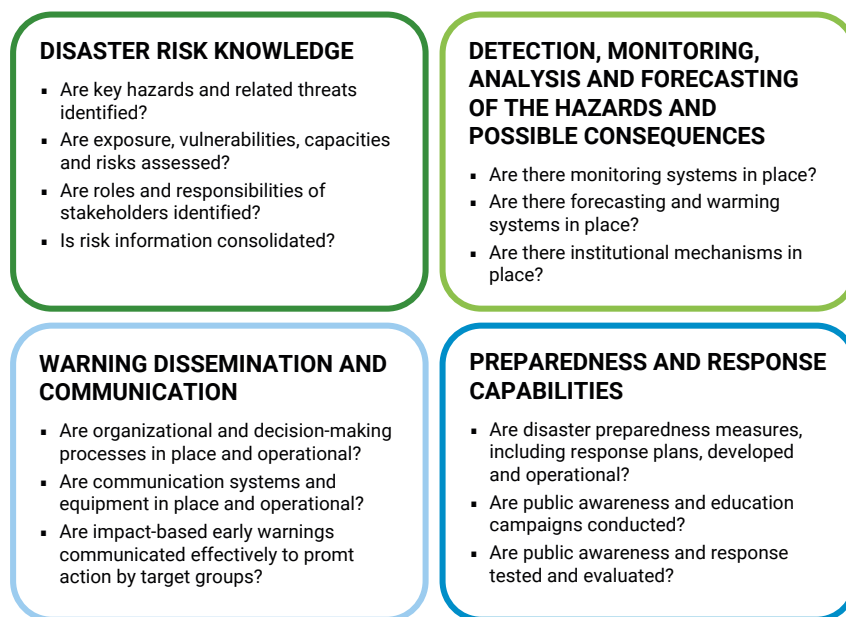 DISASTER RISK KNOWLEDGE
▪ Are key hazards and related threats
identified?
▪ Are exposure, vulnerabilities, capacities
and risks assessed?
▪ Are roles and responsibilities of
stakeholders identified?
▪ Is risk information consolidated?
DETECTION, MONITORING,
ANALYSIS AND FORECASTING
OF THE HAZARDS AND
POSSIBLE CONSEQUENCES
▪ Are there monitoring systems in place?
▪ Are there forecasting and warming
systems in place?
▪ Are there institutional mechanisms in
place?
WARNING DISSEMINATION AND
COMMUNICATION
▪ Are organizational and decision-making
processes in place and operational?
▪ Are communication systems and
equipment in place and operational?
▪ Are impact-based early warnings
communicated effectively to promt
action by target groups?
PREPAREDNESS AND RESPONSE
CAPABILITIES
▪ Are disaster preparedness measures,
including response plans, developed
and operational?
▪ Are public awareness and education
campaigns conducted?
▪ Are public awareness and response
tested and evaluated?